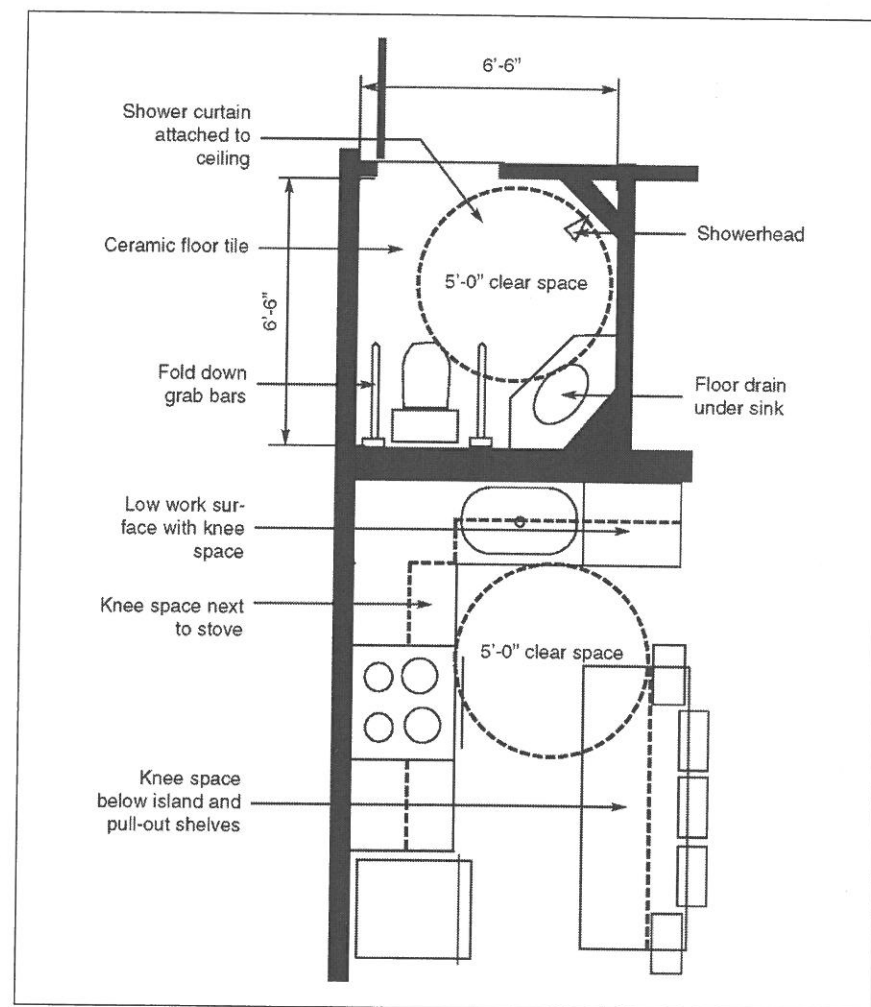 6'-6"
Shower curtain
attached to
ceiling
Ceramic floor tile
Showerhead
5'-0" clear space
6'-6"
Fold down
grab bars
Floor drain
under sink
Low work sur-
face with knee
space
Knee space next
to stove
5'-0" clear space
Knee space
below island and
pull-out shelves